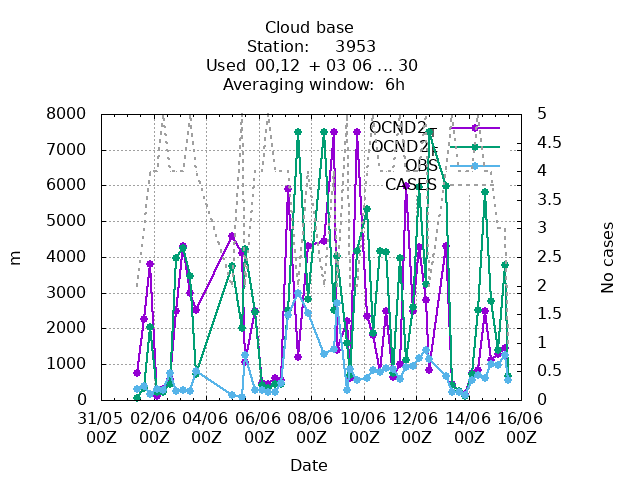 Cloud base
Station: 3953
Used 00,12 + 03 06 ... 30
Averaging window: 6h
8000
7000
6000
5000
4000
3000
2000
1000
0
m
5
4.5
4
3.5
3
2.5
2
1.5
1
0.5
0
No cases
OCND2
OCND2
OBS
CASES
31/05 02/06 04/06 06/06 08/06 10/06 12/06 14/06 16/06
00Z 00Z 00Z 00Z 00Z 00Z 00Z 00Z 00Z
Date